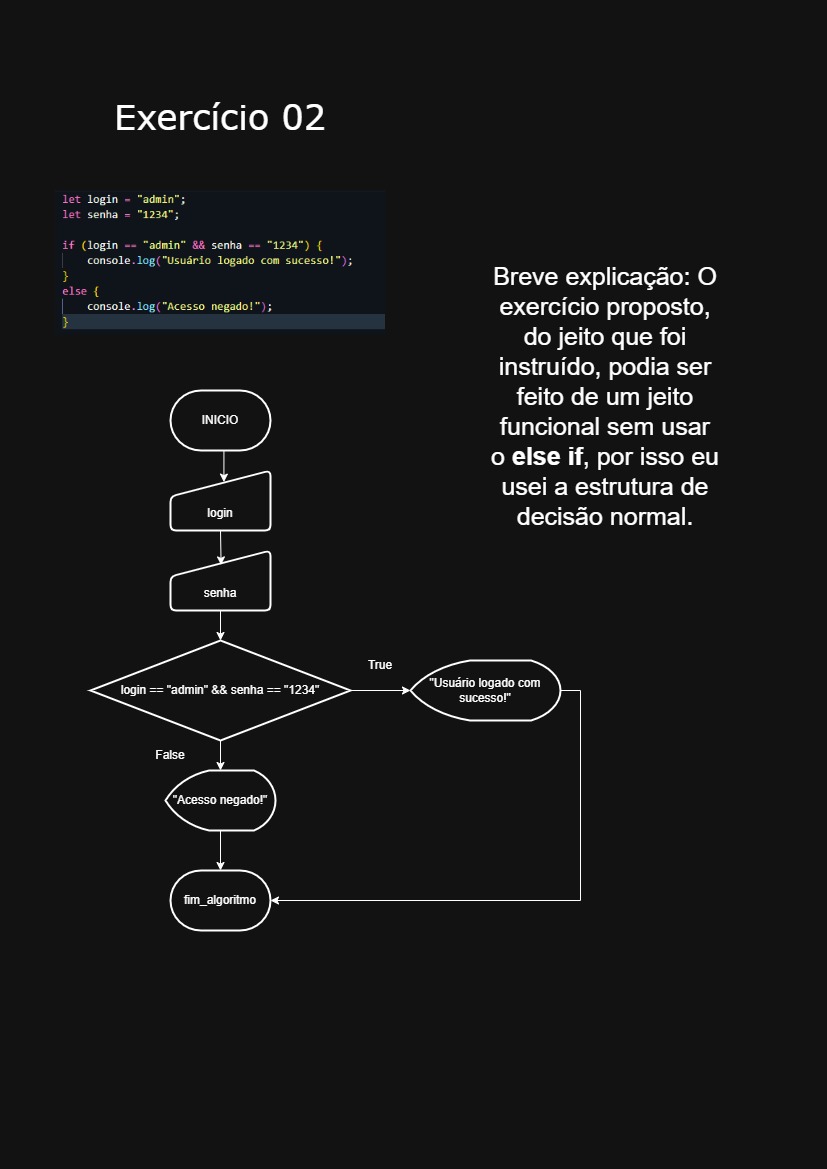 Exercício 02
let login = "admin";
let senha = "1234";
if (login == "admin" && senha == "1234") {
console.log("Usuário logado com sucesso!");
}
else {
console.log("Acesso negado!");
}
Breve explicação: O
exercício proposto,
do jeito que foi
instruído, podia ser
feito de um jeito
funcional sem usar
o else if, por isso eu
usei a estrutura de
decisão normal.
INICIO
login
senha
login == "admin" && senha == "1234"
True
"Usuário logado com
sucesso!"
False
"Acesso negado!"
fim_algoritmo